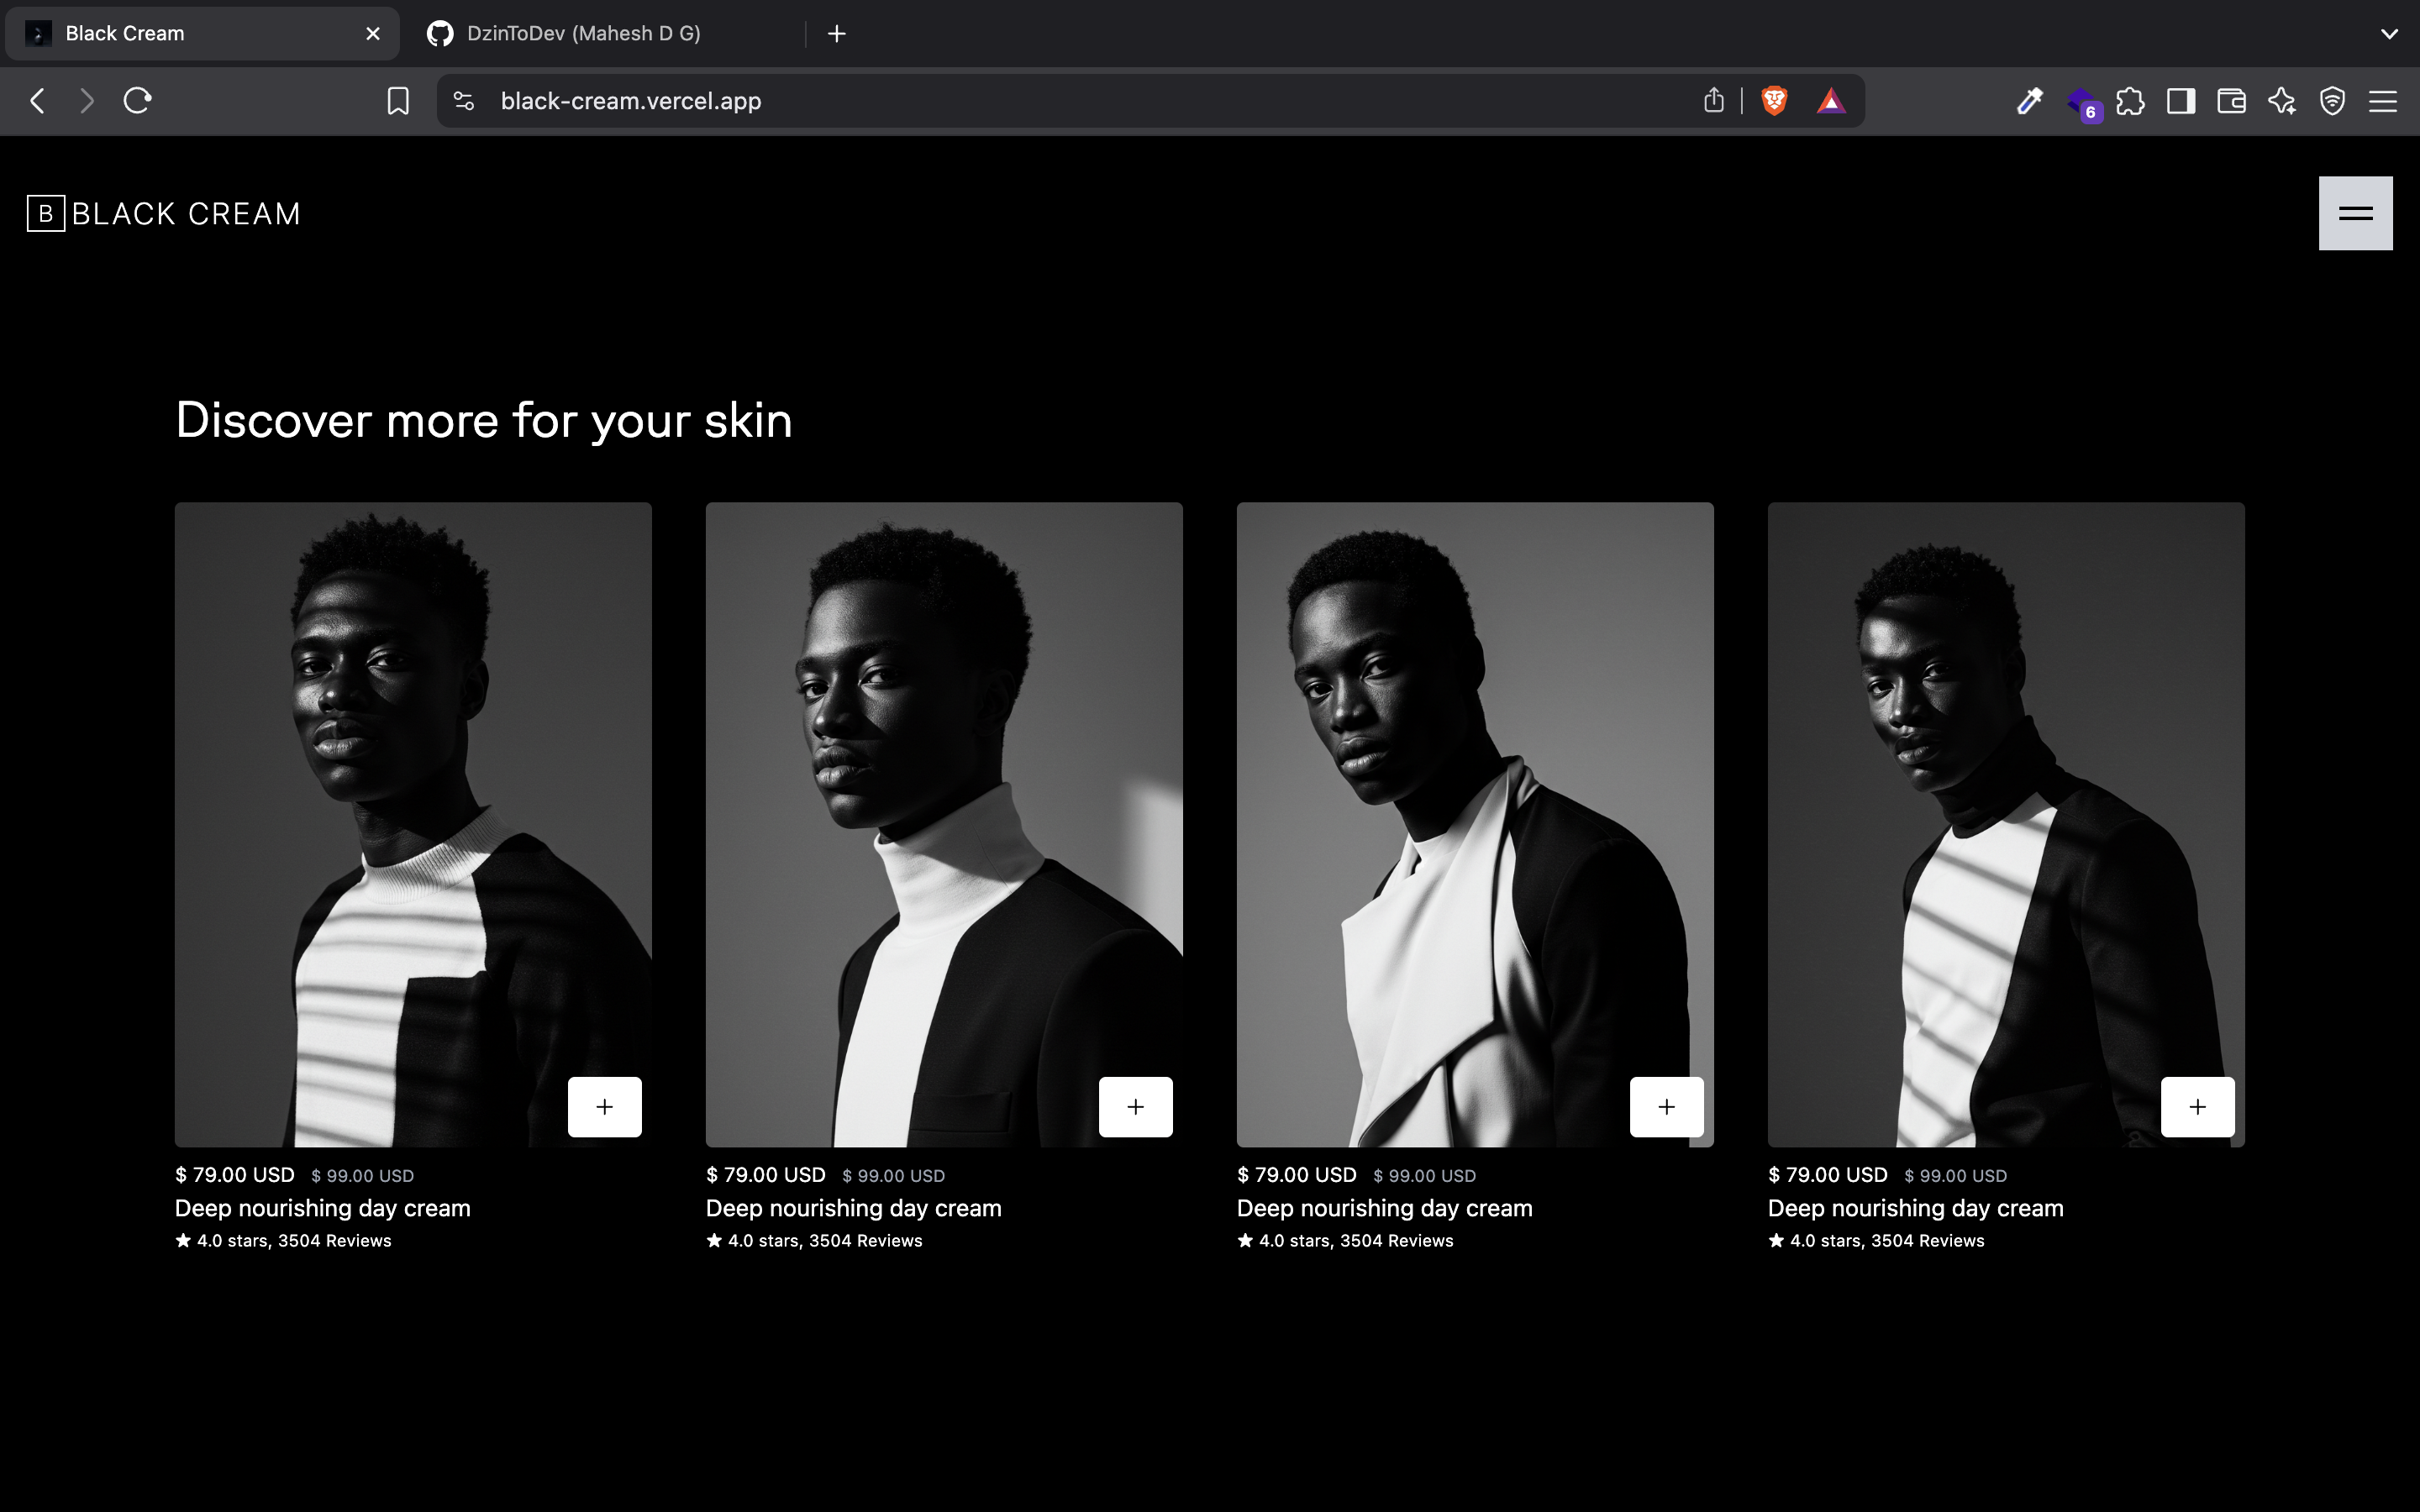 Black Cream
DzinToDev (Mahesh D G)
black-cream.vercel.app
6
B BLACK CREAM
Discover more for your skin
$ 79.00 USD $ 99.00 USD
Deep nourishing day cream
★ 4.0 stars, 3504 Reviews
$ 79.00 USD $ 99.00 USD
Deep nourishing day cream
★ 4.0 stars, 3504 Reviews
$ 79.00 USD $ 99.00 USD
Deep nourishing day cream
★ 4.0 stars, 3504 Reviews
$ 79.00 USD $ 99.00 USD
Deep nourishing day cream
★ 4.0 stars, 3504 Reviews